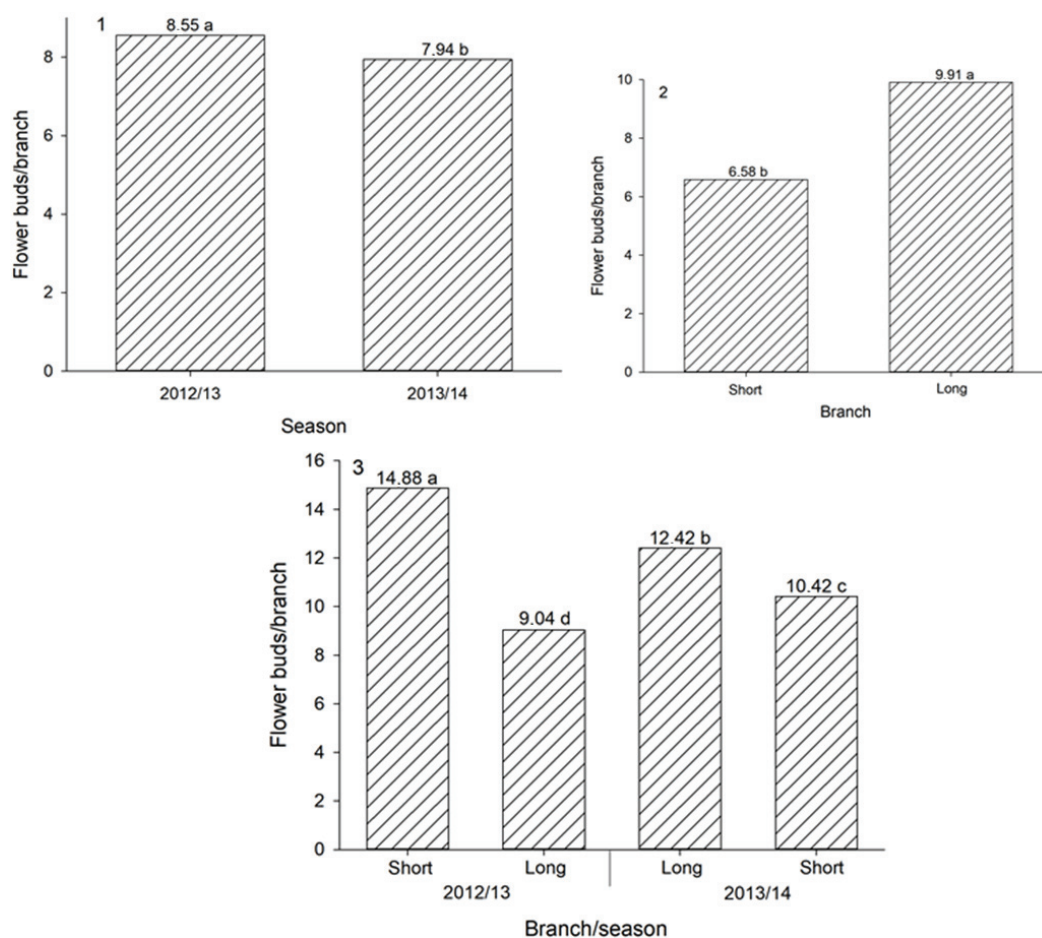 1
8.55 a
7.94 b
8
6
4
2
0
Flower buds/branch
2012/13
2013/14
Season
2
9.91 a
6.58 b
10
8
6
4
2
0
Flower buds/branch
Short
Long
Branch
3
14.88 a
9.04 d
12.42 b
10.42 c
16
14
12
10
8
6
4
2
0
Flower buds/branch
Short
Long
Long
Short
2012/13
2013/14
Branch/season